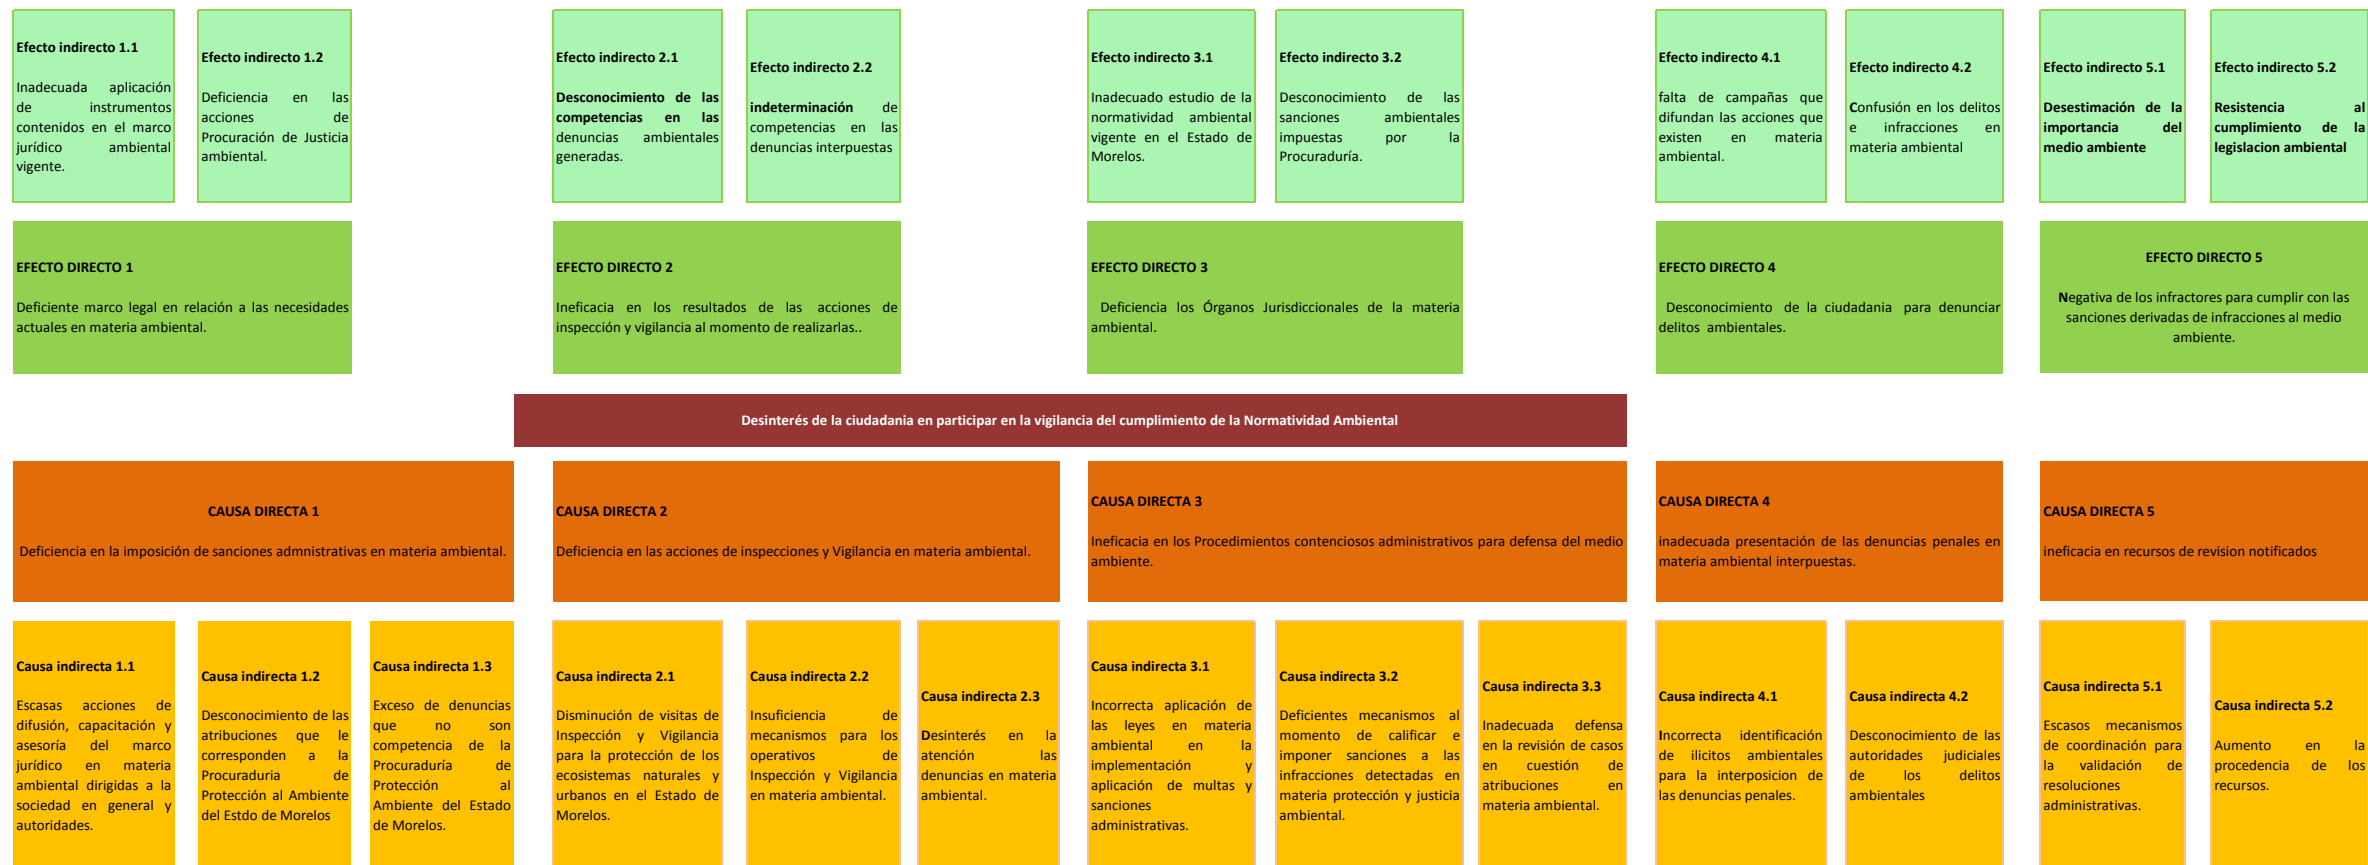 Efecto indirecto 1.1
Inadecuada aplicación
de instrumentos
contenidos en el marco
jurídico ambiental
vigente.
Efecto indirecto 1.2
Deficiencia en las
acciones de
Procuración de Justicia
ambiental.
Efecto indirecto 2.1
Desconocimiento de las
competencias en las
denuncias ambientales
generadas.
Efecto indirecto 2.2
indeterminación de
competencias en las
denuncias interpuestas
Efecto indirecto 3.1
Inadecuado estudio de la
normatividad ambiental
vigente en el Estado de
Morelos.
Efecto indirecto 3.2
Desconocimiento de las
sanciones ambientales
impuestas por la
Procuraduría.
Efecto indirecto 4.1
falta de campañas que
difundan las acciones que
existen en materia
ambiental.
Efecto indirecto 4.2
Confusión en los delitos
e infracciones en
materia ambiental
Efecto indirecto 5.1
Desestimación de la
importancia del
medio ambiente
Efecto indirecto 5.2
Resistencia al
cumplimiento de la
legislacion ambiental
EFECTO DIRECTO 1
Deficiente marco legal en relación a las necesidades
actuales en materia ambiental.
EFECTO DIRECTO 2
Ineficacia en los resultados de las acciones de
inspección y vigilancia al momento de realizarlas..
EFECTO DIRECTO 3
Deficiencia los Órganos Jurisdiccionales de la materia
ambiental.
EFECTO DIRECTO 4
Desconocimiento de la ciudadania para denunciar
delitos ambientales.
EFECTO DIRECTO 5
Negativa de los infractores para cumplir con las
sanciones derivadas de infracciones al medio
ambiente.
Desinterés de la ciudadania en participar en la vigilancia del cumplimiento de la Normatividad Ambiental
CAUSA DIRECTA 1
Deficiencia en la imposición de sanciones admnistrativas en materia ambiental.
CAUSA DIRECTA 2
Deficiencia en las acciones de inspecciones y Vigilancia en materia ambiental.
CAUSA DIRECTA 3
Ineficacia en los Procedimientos contenciosos administrativos para defensa del medio
ambiente.
CAUSA DIRECTA 4
inadecuada presentación de las denuncias penales en
materia ambiental interpuestas.
CAUSA DIRECTA 5
ineficacia en recursos de revision notificados
Causa indirecta 1.1
Escasas acciones de
difusión, capacitación y
asesoría del marco
jurídico en materia
ambiental dirigidas a la
sociedad en general y
autoridades.
Causa indirecta 1.2
Desconocimiento de las
atribuciones que le
corresponden a la
Procuraduria de
Protección al Ambiente
del Estdo de Morelos
Causa indirecta 1.3
Exceso de denuncias
que no son
competencia de la
Procuraduría de
Protección al
Ambiente del Estado
de Morelos.
Causa indirecta 2.1
Disminución de visitas de
Inspección y Vigilancia
para la protección de los
ecosistemas naturales y
urbanos en el Estado de
Morelos.
Causa indirecta 2.2
Insuficiencia de
mecanismos para los
operativos de
Inspección y Vigilancia
en materia ambiental.
Causa indirecta 2.3
Desinterés en la
atención las
denuncias en materia
ambiental.
Causa indirecta 3.1
Incorrecta aplicación de
las leyes en materia
ambiental en la
implementación y
aplicación de multas y
sanciones
administrativas.
Causa indirecta 3.2
Deficientes mecanismos al
momento de calificar e
imponer sanciones a las
infracciones detectadas en
materia protección y justicia
ambiental.
Causa indirecta 3.3
Inadecuada defensa
en la revisión de casos
en cuestión de
atribuciones en
materia ambiental.
Causa indirecta 4.1
Incorrecta identificación
de ilicitos ambientales
para la interposicion de
las denuncias penales.
Causa indirecta 4.2
Desconocimiento de las
autoridades judiciales
de los delitos
ambientales
Causa indirecta 5.1
Escasos mecanismos
de coordinación para
la validación de
resoluciones
administrativas.
Causa indirecta 5.2
Aumento en la
procedencia de los
recursos.